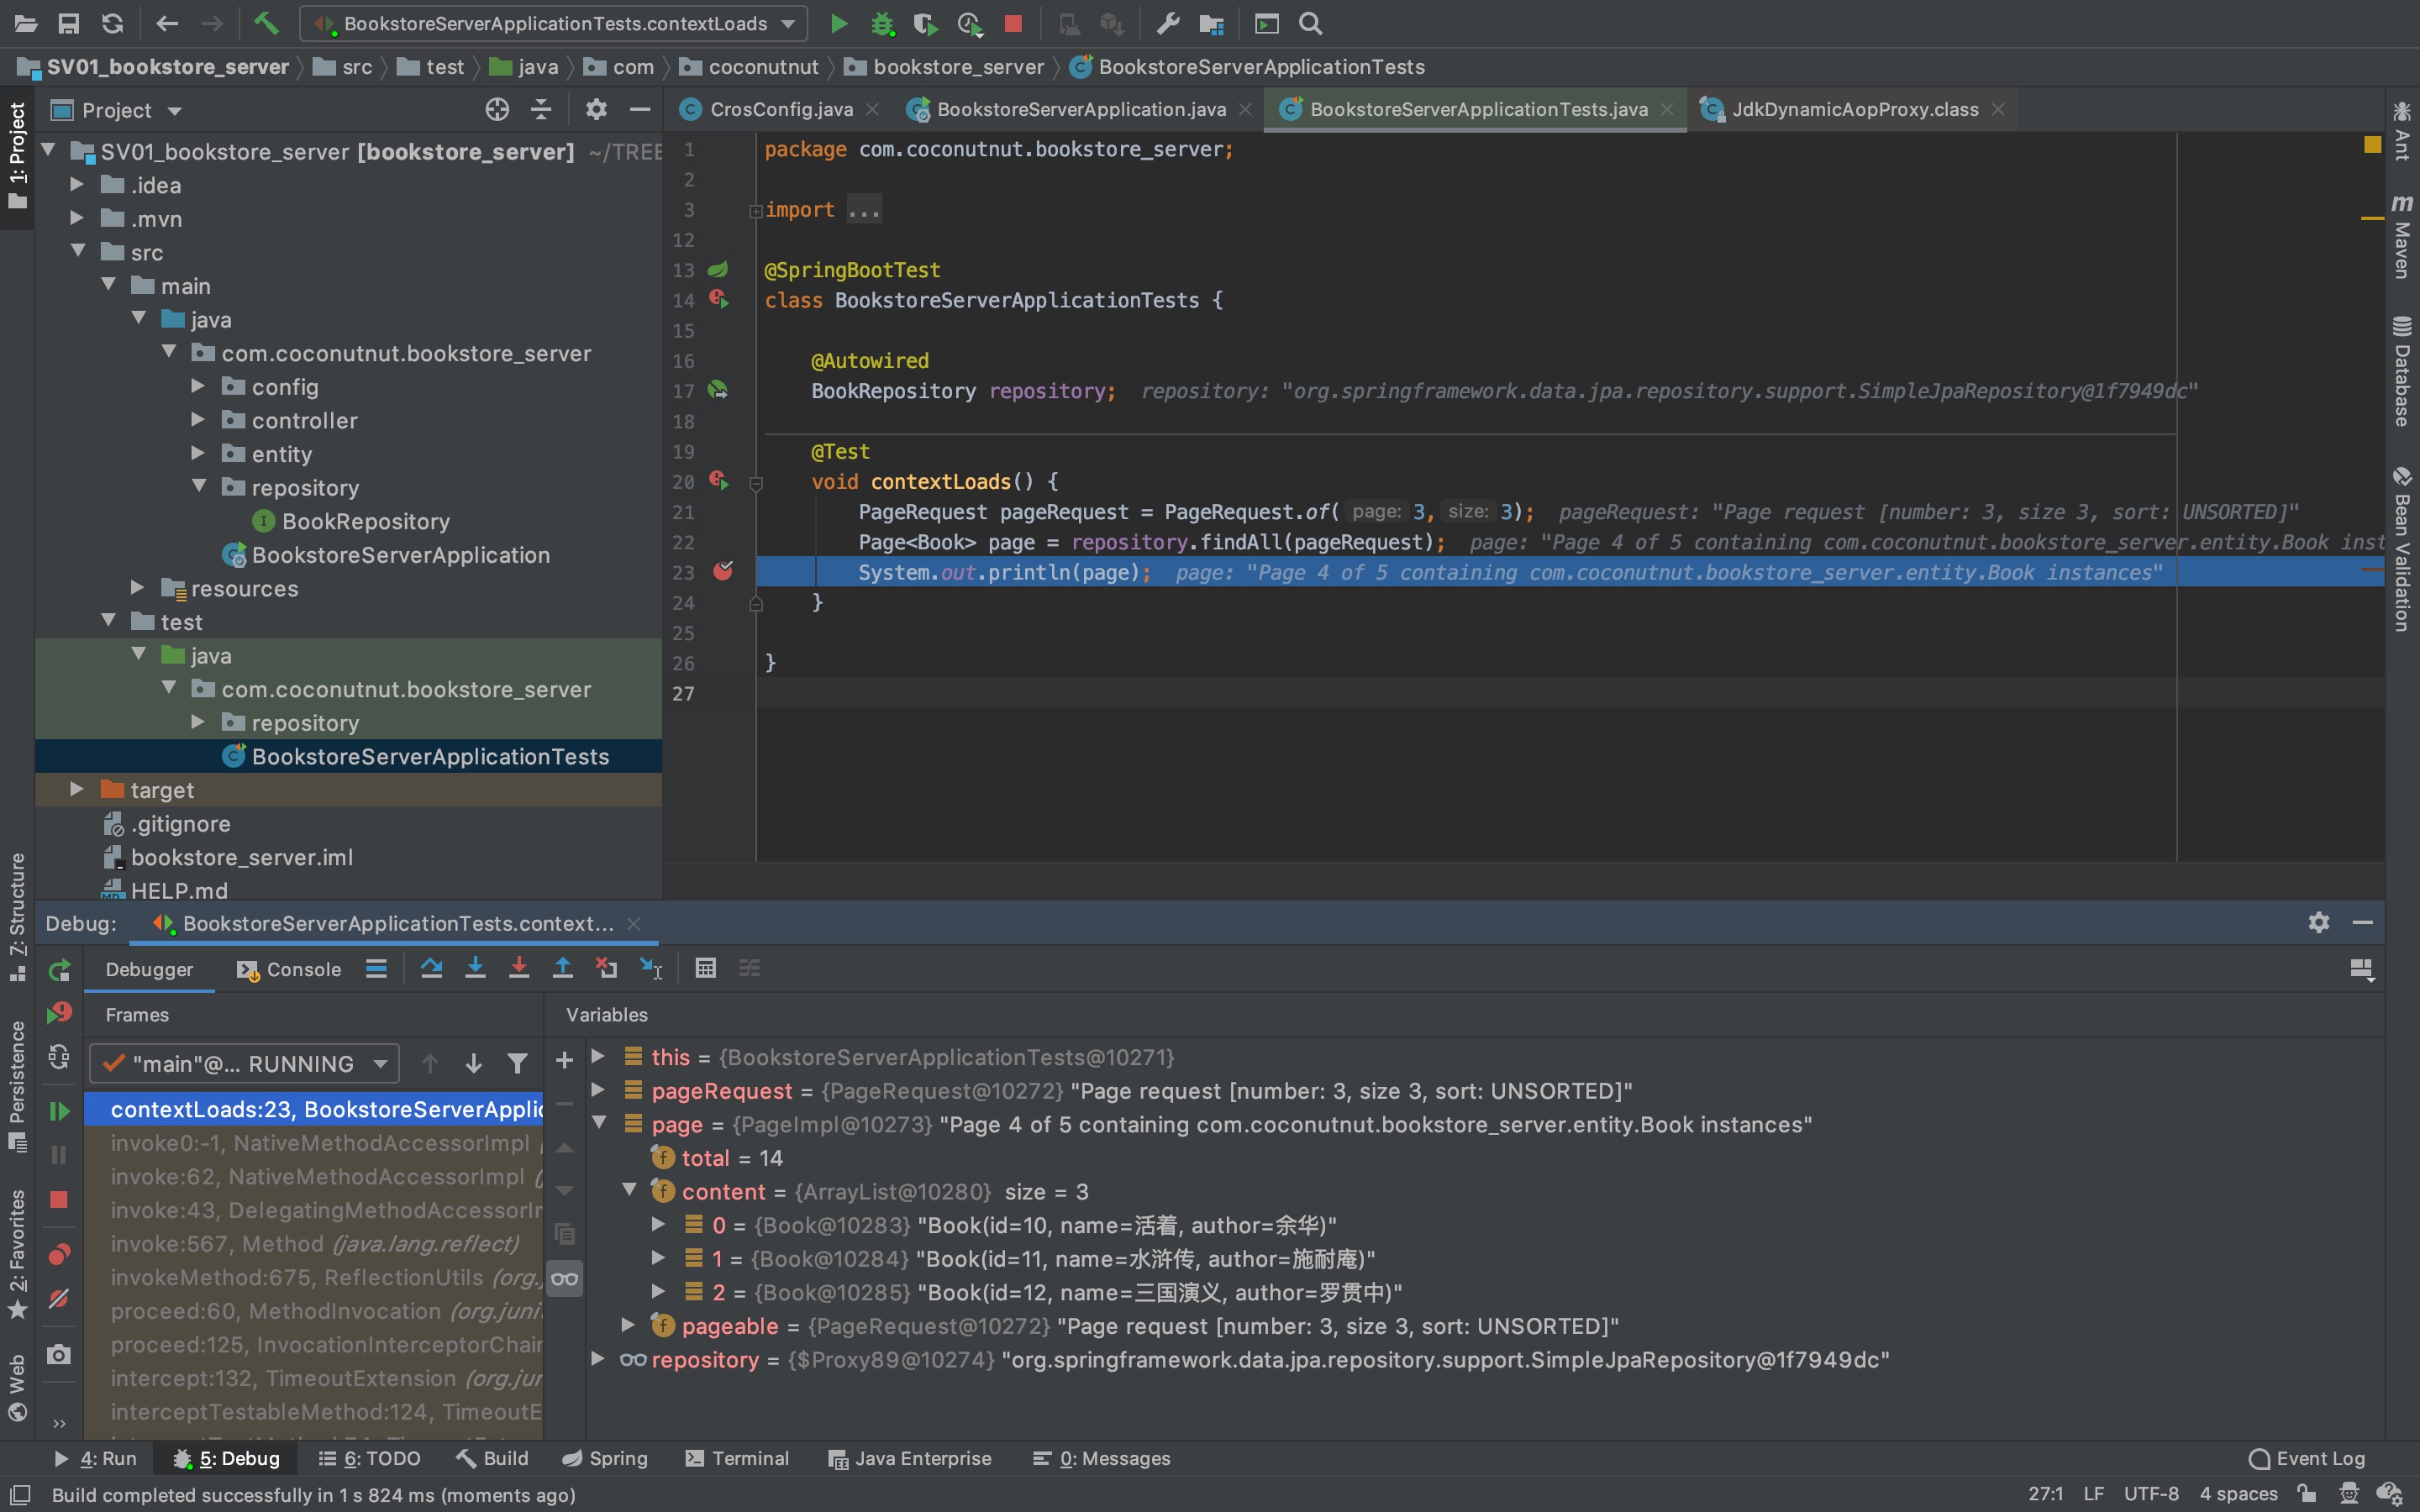 BookstoreServerApplicationTests.contextLoads
SV01_bookstore_server
src
test
java
com
coconutnut
bookstore_server
BookstoreServerApplicationTests
1: Project
7: Structure
Persistence
2: Favorites
Web
Project
SV01_bookstore_server [bookstore_server] ~/TREE
.idea
.mvn
src
main
java
com.coconutnut.bookstore_server
config
controller
entity
repository
BookRepository
BookstoreServerApplication
resources
test
java
com.coconutnut.bookstore_server
repository
BookstoreServerApplicationTests
target
.gitignore
bookstore_server.iml
HELP.md
CrosConfig.java
BookstoreServerApplication.java
BookstoreServerApplicationTests.java
JdkDynamicAopProxy.class
1 package com.coconutnut.bookstore_server;
2
3 import ...
12
13 @SpringBootTest
14 class BookstoreServerApplicationTests {
15
16 @Autowired
17 BookRepository repository; repository: "org.springframework.data.jpa.repository.support.SimpleJpaRepository@1f7949dc"
18
19 @Test
20 void contextLoads() {
21 PageRequest pageRequest = PageRequest.of( page: 3, size: 3); pageRequest: "Page request [number: 3, size 3, sort: UNSORTED]"
22 Page<Book> page = repository.findAll(pageRequest); page: "Page 4 of 5 containing com.coconutnut.bookstore_server.entity.Book inst
23 System.out.println(page); page: "Page 4 of 5 containing com.coconutnut.bookstore_server.entity.Book instances"
24 }
25
26 }
27
Ant
Maven
Database
Bean Validation
Debug:
BookstoreServerApplicationTests.context...
Debugger
Console
Frames
"main"@... RUNNING
contextLoads:23, BookstoreServerApplic
invoke0:-1, NativeMethodAccessorImpl (
invoke:62, NativeMethodAccessorImpl (
invoke:43, DelegatingMethodAccessorIn
invoke:567, Method (java.lang.reflect)
invokeMethod:675, ReflectionUtils (org.
proceed:60, MethodInvocation (org.juni
proceed:125, InvocationInterceptorChain
intercept:132, TimeoutExtension (org.jun
interceptTestableMethod:124, TimeoutE
Variables
this = {BookstoreServerApplicationTests@10271}
pageRequest = {PageRequest@10272} "Page request [number: 3, size 3, sort: UNSORTED]"
page = {PageImpl@10273} "Page 4 of 5 containing com.coconutnut.bookstore_server.entity.Book instances"
total = 14
content = {ArrayList@10280} size = 3
0 = {Book@10283} "Book(id=10, name=活着, author=余华)"
1 = {Book@10284} "Book(id=11, name=水浒传, author=施耐庵)"
2 = {Book@10285} "Book(id=12, name=三国演义, author=罗贯中)"
pageable = {PageRequest@10272} "Page request [number: 3, size 3, sort: UNSORTED]"
repository = {$Proxy89@10274} "org.springframework.data.jpa.repository.support.SimpleJpaRepository@1f7949dc"
4: Run
5: Debug
6: TODO
Build
Spring
Terminal
Java Enterprise
0: Messages
Event Log
Build completed successfully in 1 s 824 ms (moments ago)
27:1
LF
UTF-8
4 spaces